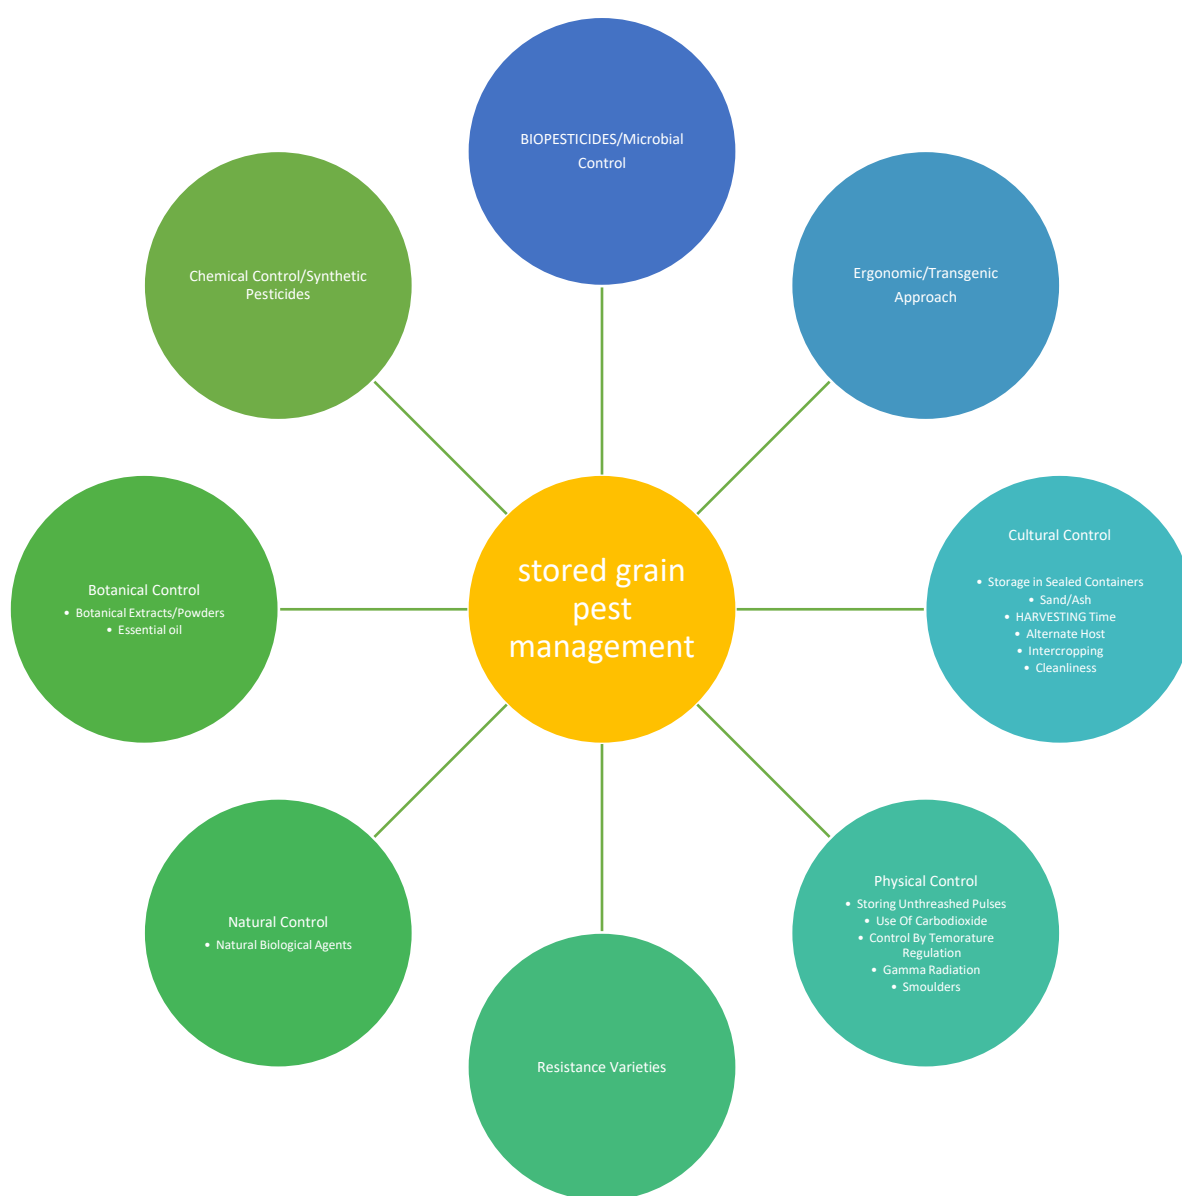 BIOPESTICIDES/Microbial
Control
Ergonomic/Transgenic
Approach
Cultural Control
• Storage in Sealed Containers
• Sand/Ash
• HARVESTING Time
• Alternate Host
• Intercropping
• Cleanliness
Physical Control
• Storing Unthreashed Pulses
• Use Of Carbodioxide
• Control By Temorature
Regulation
• Gamma Radiation
• Smoulders
Resistance Varieties
Natural Control
• Natural Biological Agents
Botanical Control
• Botanical Extracts/Powders
• Essential oil
Chemical Control/Synthetic
Pesticides
stored grain
pest
management